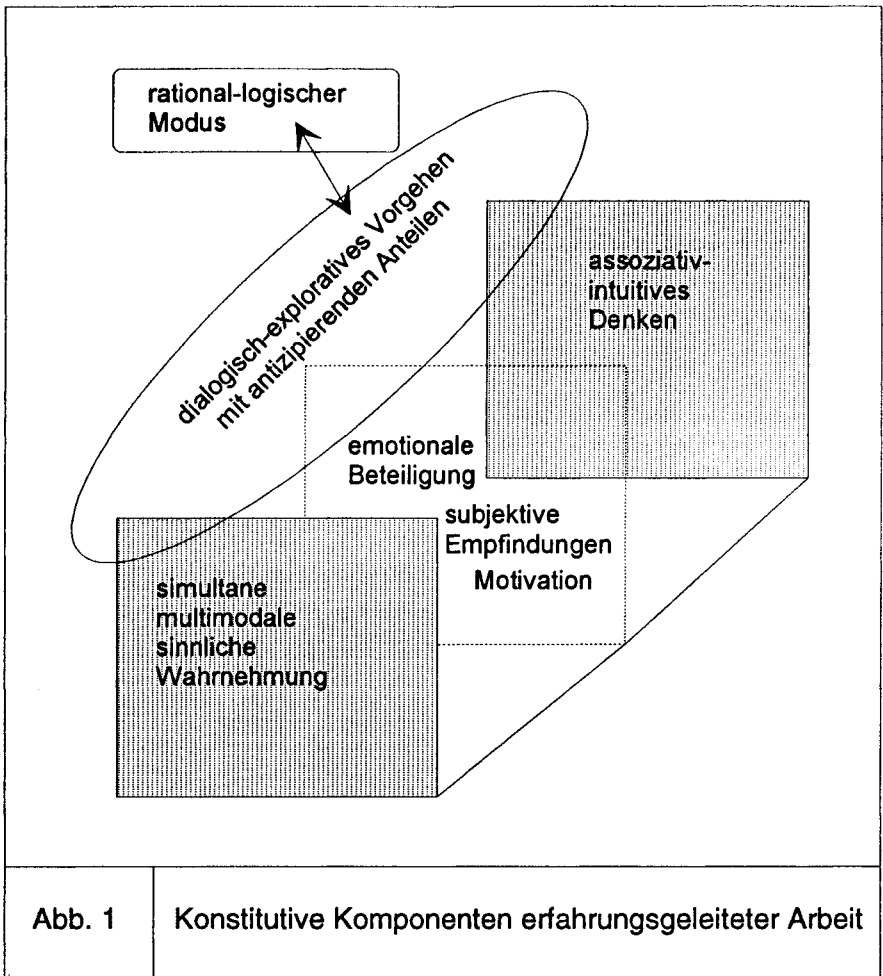 rational-logischer
Modus
dialogisch-exploratives Vorgehen
mit antizipierenden Anteilen
assoziativ-
intuitives
Denken
emotionale
Beteiligung
subjektive
Empfindungen
Motivation
simultane
multimodale
sinnliche
Wahrnehmung
Abb. 1
Konstitutive Komponenten erfahrungsgeleiteter Arbeit